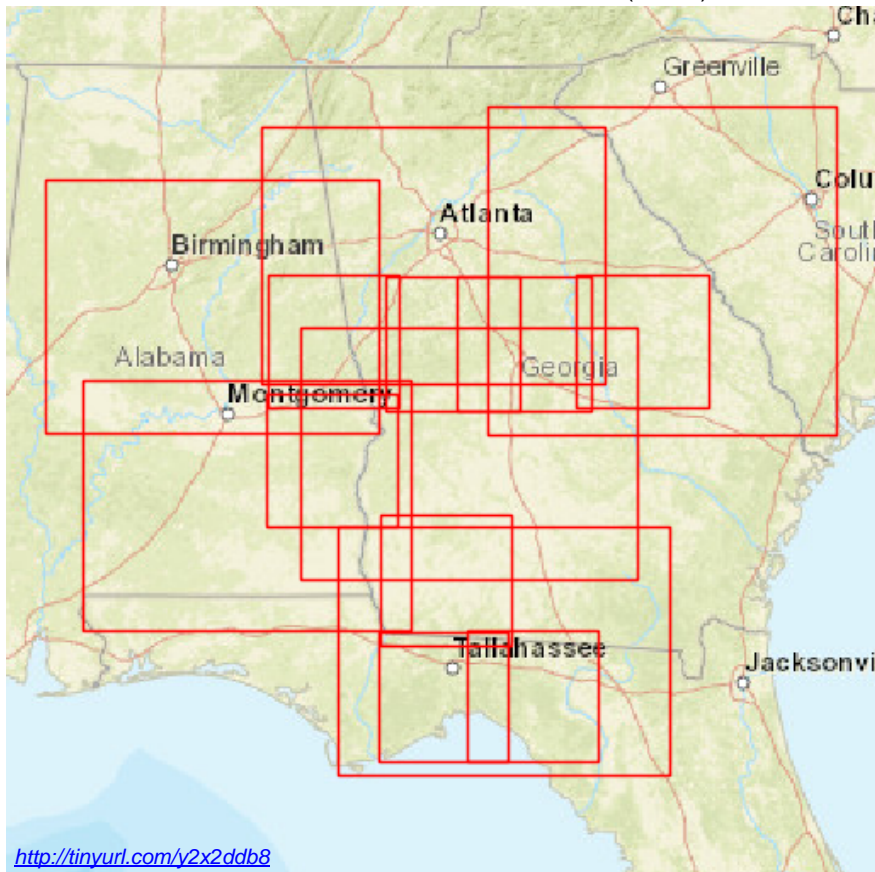 Cha
Greenville
Atlanta
Colu
South
Carolin
Birmingham
Alabama
Georgia
Montgomery
Tallahassee
Jacksonvi
http://tinyurl.com/y2x2ddb8